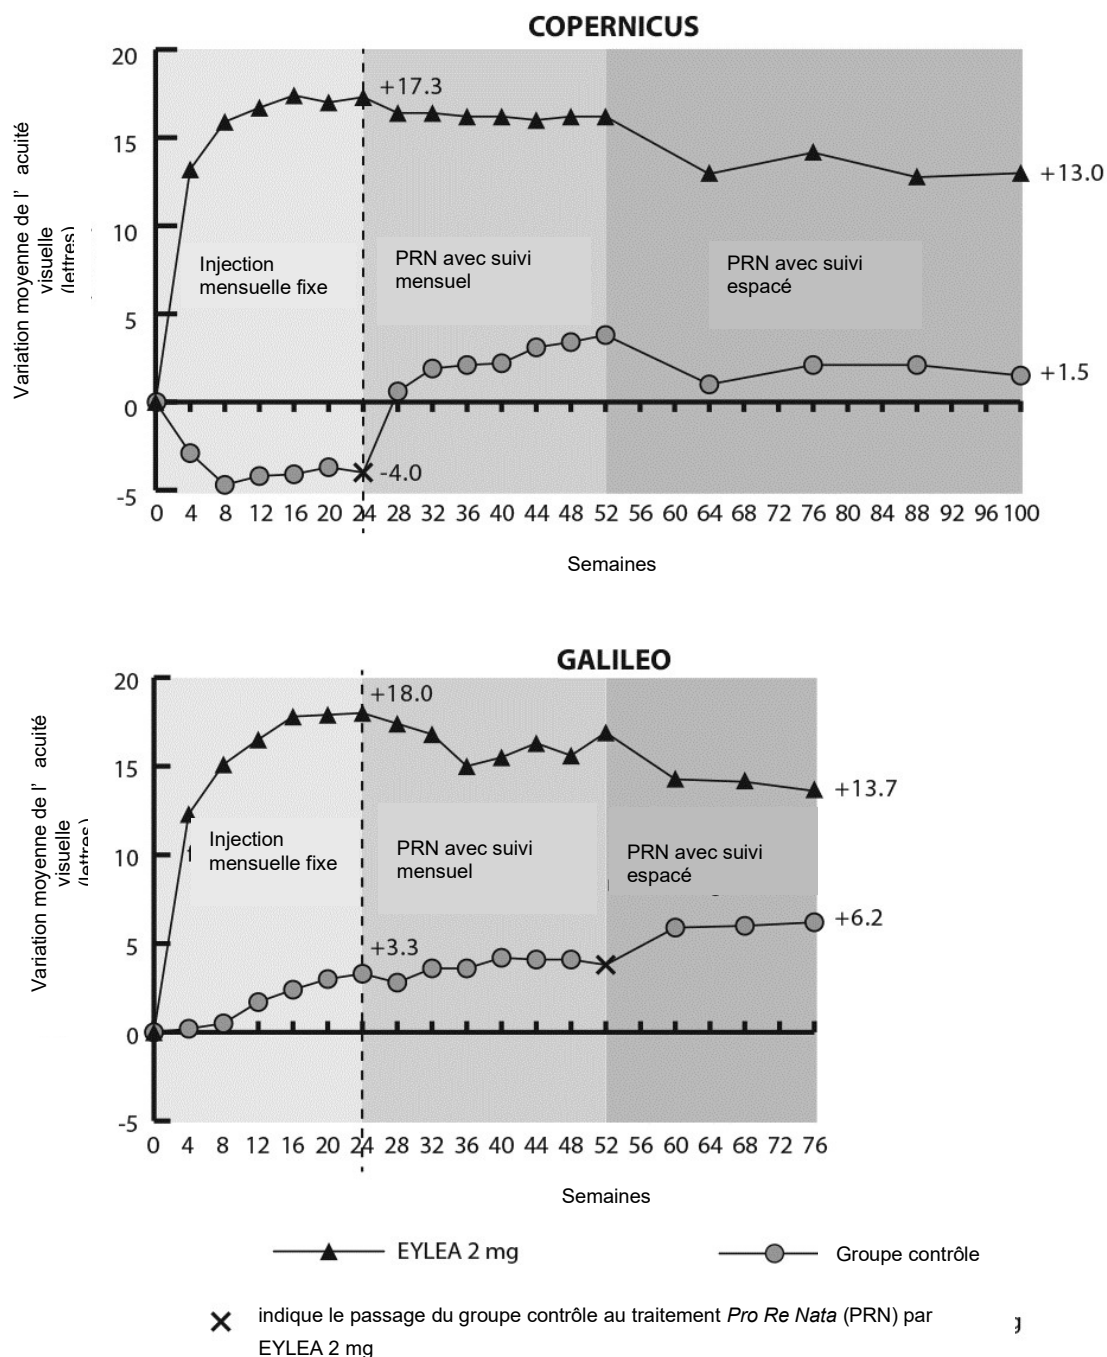 COPERNICUS
Variation moyenne de l’ acuité
visuelle
(lettres)
20
15
10
5
0
-5
+17.3
+13.0
Injection
mensuelle fixe
PRN avec suivi
mensuel
PRN avec suivi
espacé
+1.5
-4.0
0 4 8 12 16 20 24 28 32 36 40 44 48 52 56 60 64 68 72 76 80 84 88 92 96 100
Semaines
GALILEO
Variation moyenne de l’ acuité
visuelle
(lettres)
20
15
10
5
0
-5
+18.0
+13.7
Injection
mensuelle fixe
PRN avec suivi
mensuel
PRN avec suivi
espacé
+3.3
+6.2
0 4 8 12 16 20 24 28 32 36 40 44 48 52 56 60 64 68 72 76
Semaines
EYLEA 2 mg
Groupe contrôle
indique le passage du groupe contrôle au traitement Pro Re Nata (PRN) par
EYLEA 2 mg